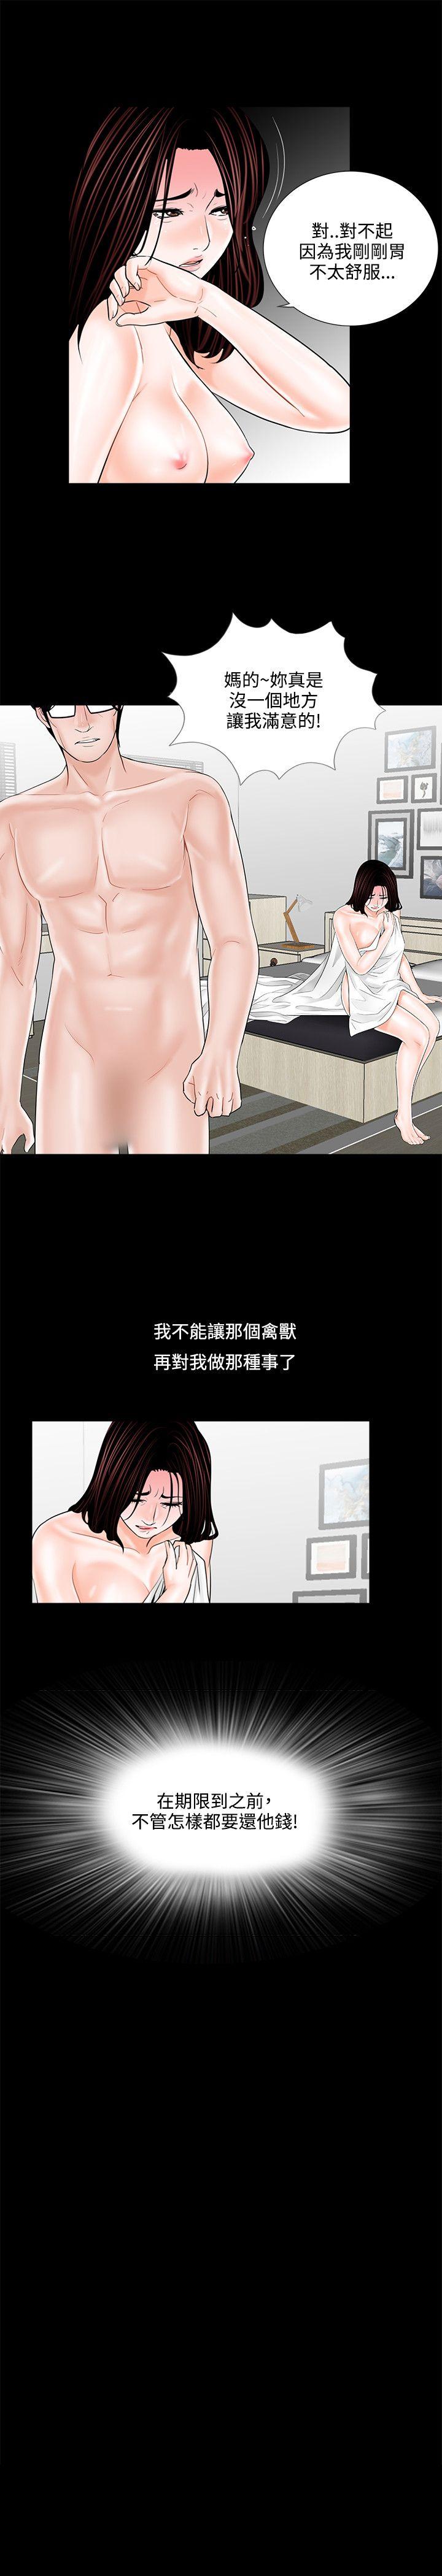 對..對不起
因為我剛剛胃
不太舒服...
媽的~妳真是
沒一個地方
讓我滿意的!
我不能讓那個禽獸
再對我做那種事了
在期限到之前，
不管怎樣都要還他錢!